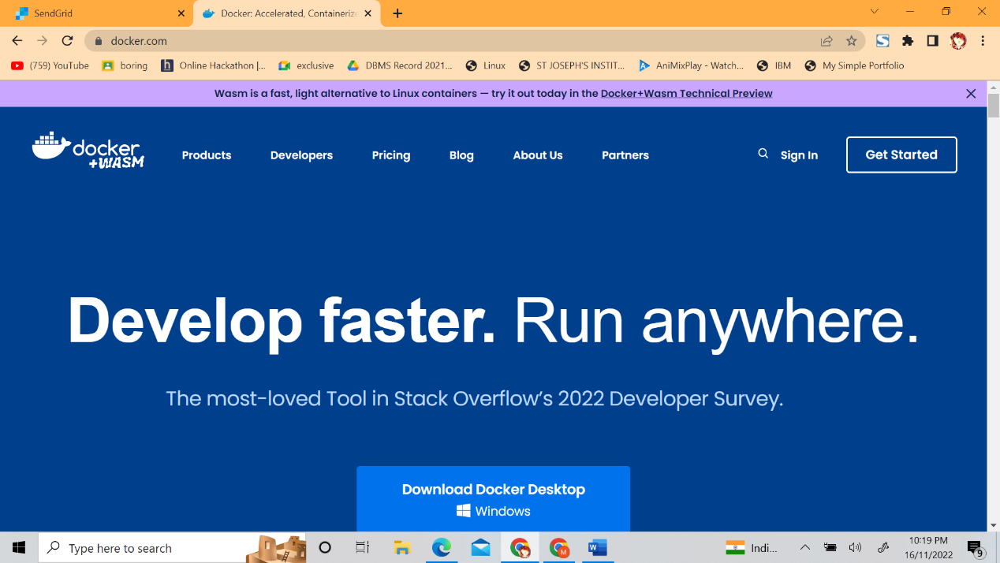 SendGrid
Docker: Accelerated, Containerize
docker.com
(759) YouTube
boring
Online Hackathon |...
exclusive
DBMS Record 2021...
Linux
ST JOSEPH'S INSTIT...
AniMixPlay - Watch...
IBM
My Simple Portfolio
Wasm is a fast, light alternative to Linux containers — try it out today in the Docker+Wasm Technical Preview
docker
+WASM
Products
Developers
Pricing
Blog
About Us
Partners
Sign In
Get Started
Develop faster. Run anywhere.
The most-loved Tool in Stack Overflow's 2022 Developer Survey.
Download Docker Desktop
Windows
Type here to search
Indi...
10:19 PM
16/11/2022
9